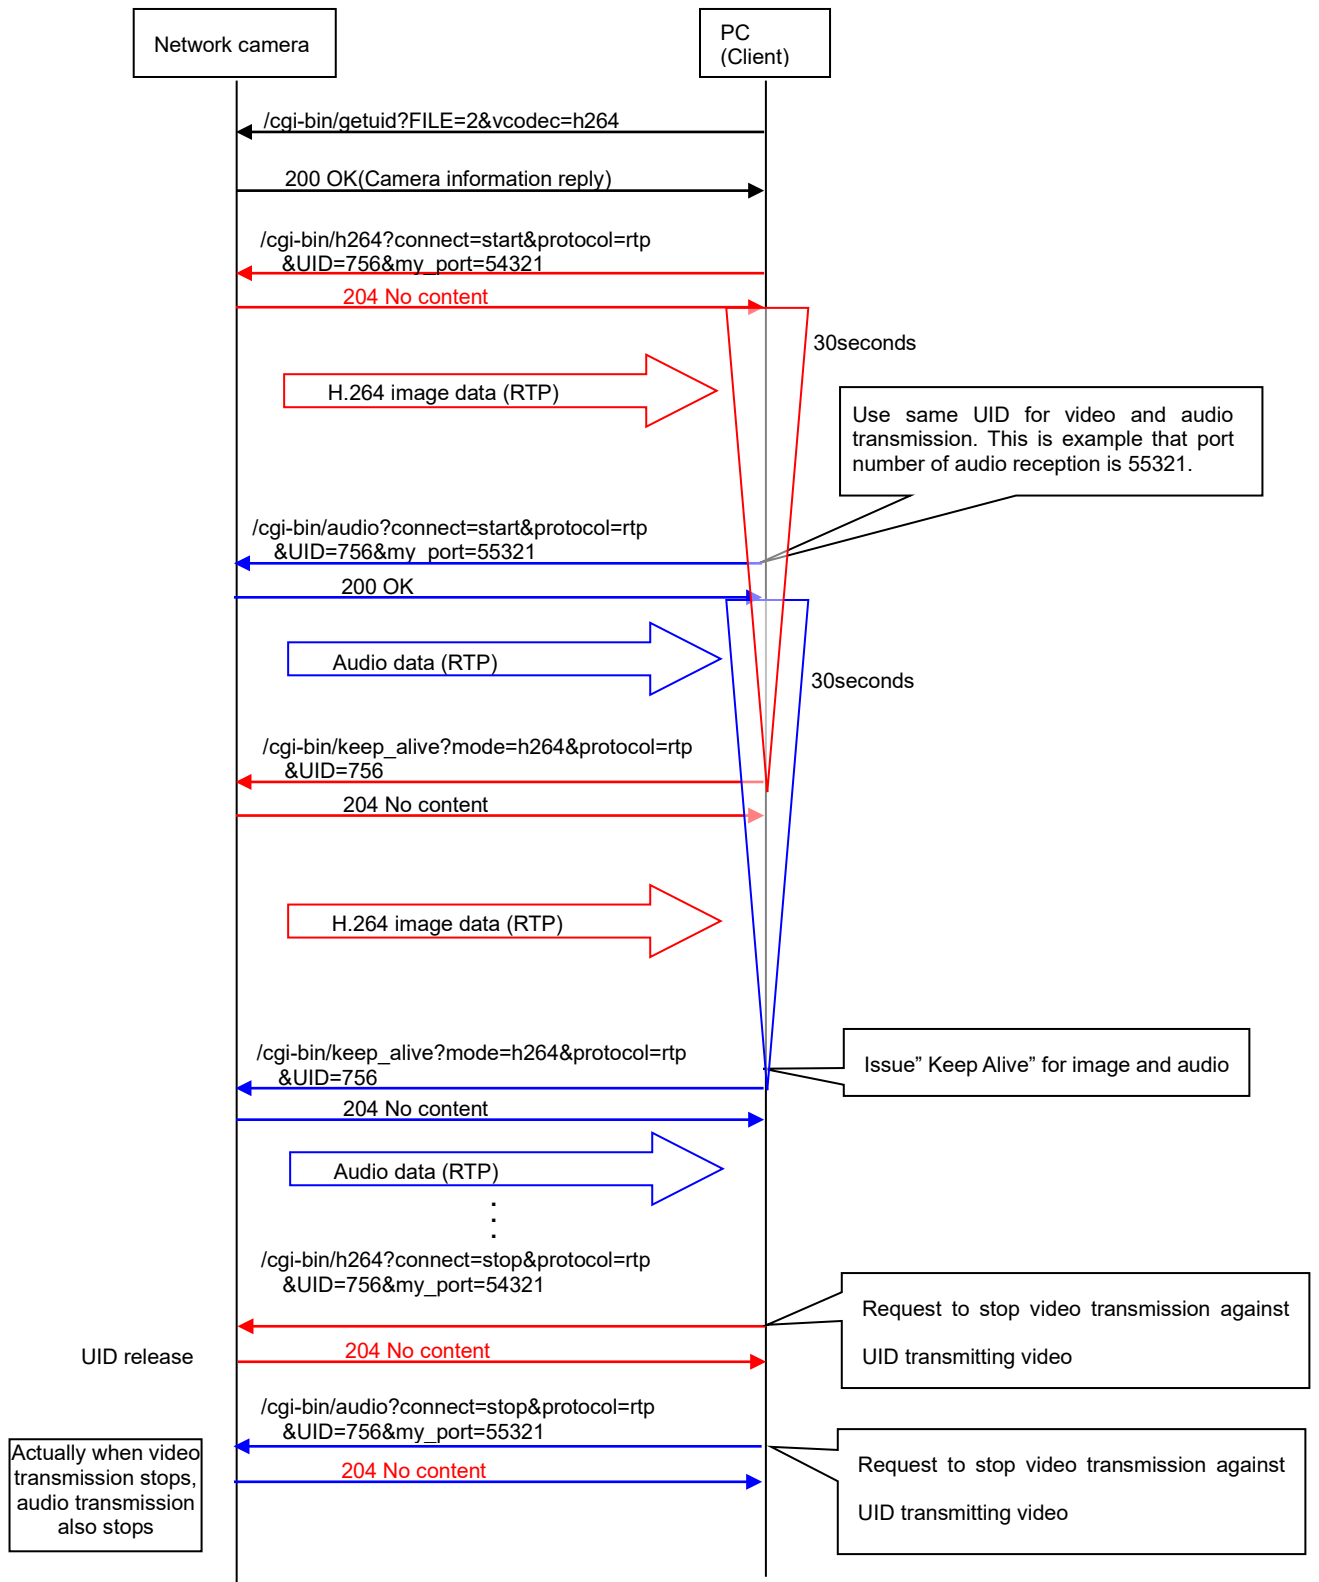 Network camera
PC
(Client)
/cgi-bin/getuid?FILE=2&vcodec=h264
200 OK(Camera information reply)
/cgi-bin/h264?connect=start&protocol=rtp
&UID=756&my_port=54321
204 No content
30seconds
H.264 image data (RTP)
Use same UID for video and audio
transmission. This is example that port
number of audio reception is 55321.
/cgi-bin/audio?connect=start&protocol=rtp
&UID=756&my_port=55321
200 OK
Audio data (RTP)
30seconds
/cgi-bin/keep_alive?mode=h264&protocol=rtp
&UID=756
204 No content
H.264 image data (RTP)
/cgi-bin/keep_alive?mode=h264&protocol=rtp
&UID=756
Issue” Keep Alive” for image and audio
204 No content
Audio data (RTP)
/cgi-bin/h264?connect=stop&protocol=rtp
&UID=756&my_port=54321
Request to stop video transmission against
UID transmitting video
UID release
204 No content
/cgi-bin/audio?connect=stop&protocol=rtp
&UID=756&my_port=55321
Actually when video
transmission stops,
audio transmission
also stops
204 No content
Request to stop video transmission against
UID transmitting video